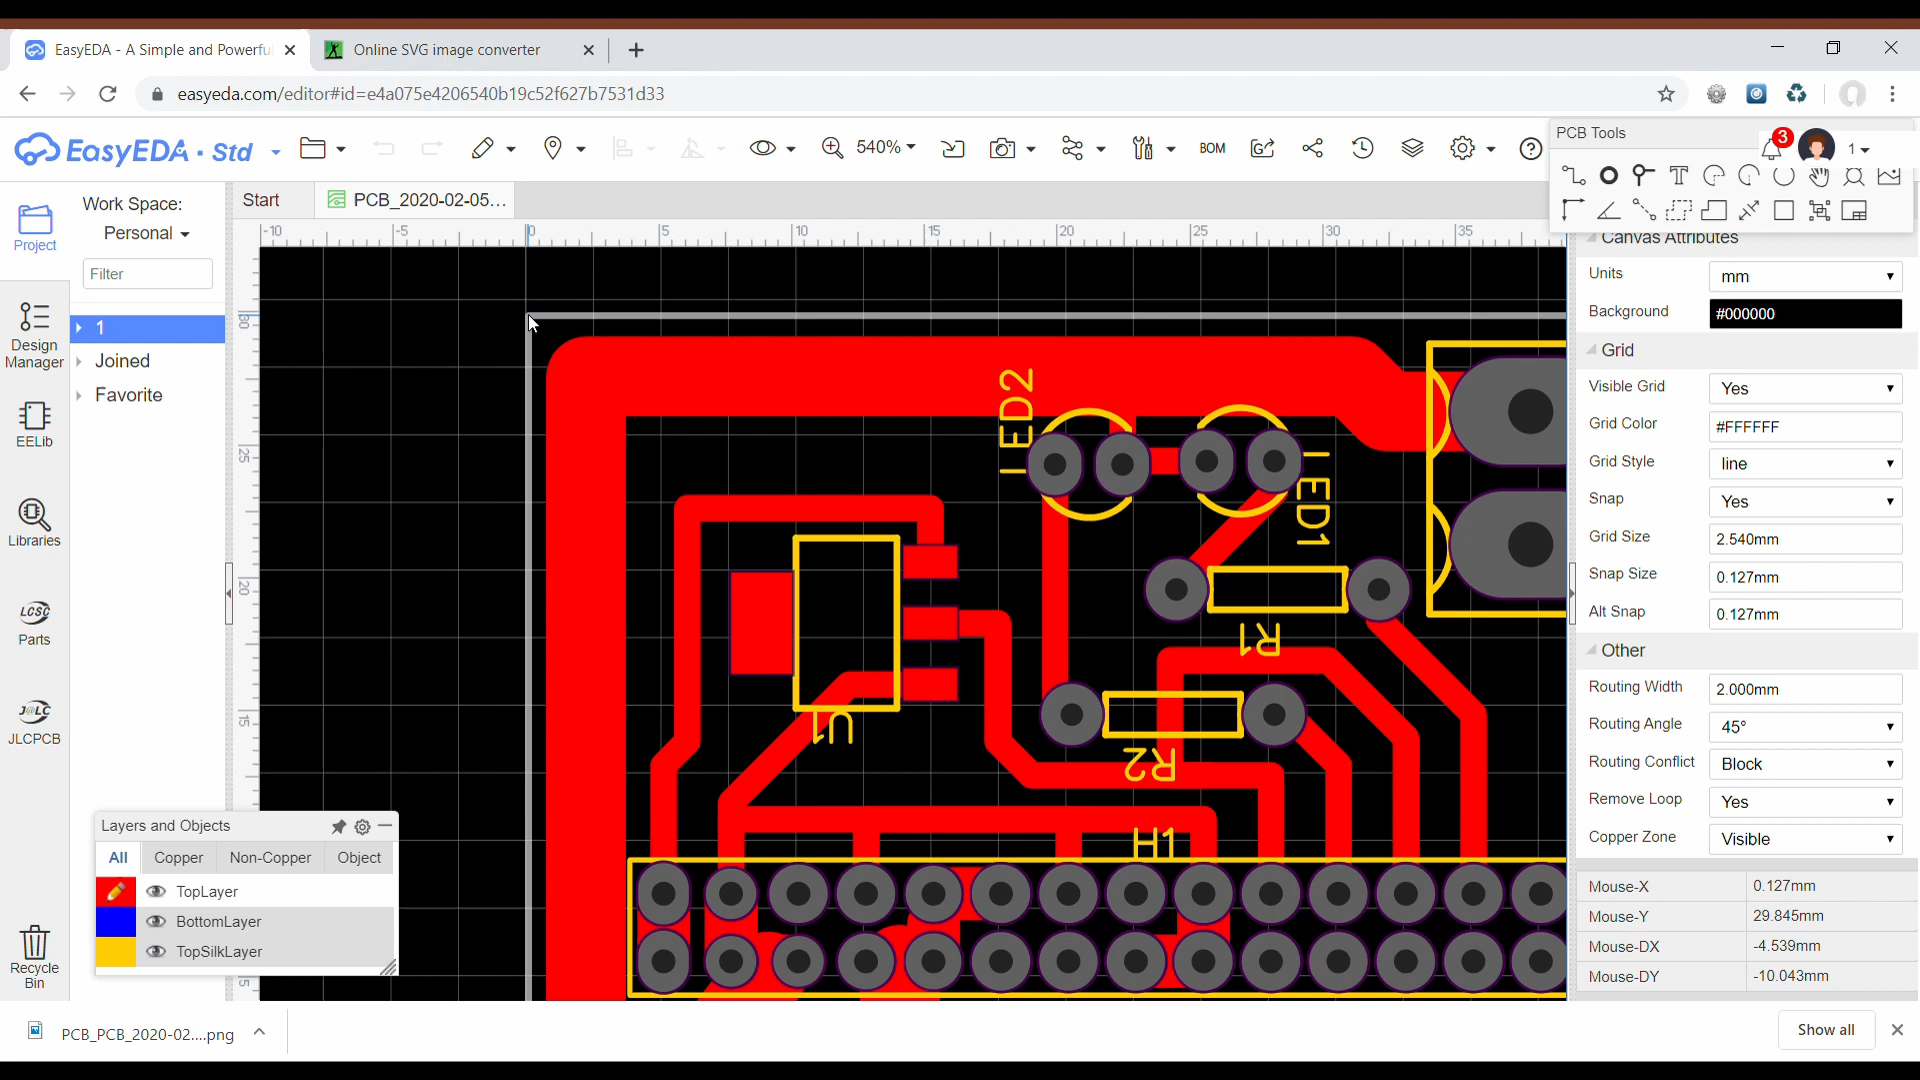 EasyEDA - A Simple and Powerfu
Online SVG image converter
easyeda.com/editor#id=e4a075e4206540b19c52f627b7531d33
EasyEDA · Std
540%
BOM
PCB Tools
3
1
Project
Work Space:
Personal
Filter
Start
PCB_2020-02-05...
-10
-5
0
5
10
15
20
25
30
35
30
25
20
15
5
1
Joined
Favorite
Design
Manager
EELib
Libraries
LCSC
Parts
J@LC
JLCPCB
Recycle
Bin
LED2
LED1
R1
U1
R2
H1
Layers and Objects
All
Copper
Non-Copper
Object
TopLayer
BottomLayer
TopSilkLayer
Canvas Attributes
Units
mm
Background
#000000
Grid
Visible Grid
Yes
Grid Color
#FFFFFF
Grid Style
line
Snap
Yes
Grid Size
2.540mm
Snap Size
0.127mm
Alt Snap
0.127mm
Other
Routing Width
2.000mm
Routing Angle
45°
Routing Conflict
Block
Remove Loop
Yes
Copper Zone
Visible
Mouse-X
0.127mm
Mouse-Y
29.845mm
Mouse-DX
-4.539mm
Mouse-DY
-10.043mm
PCB_PCB_2020-02....png
Show all